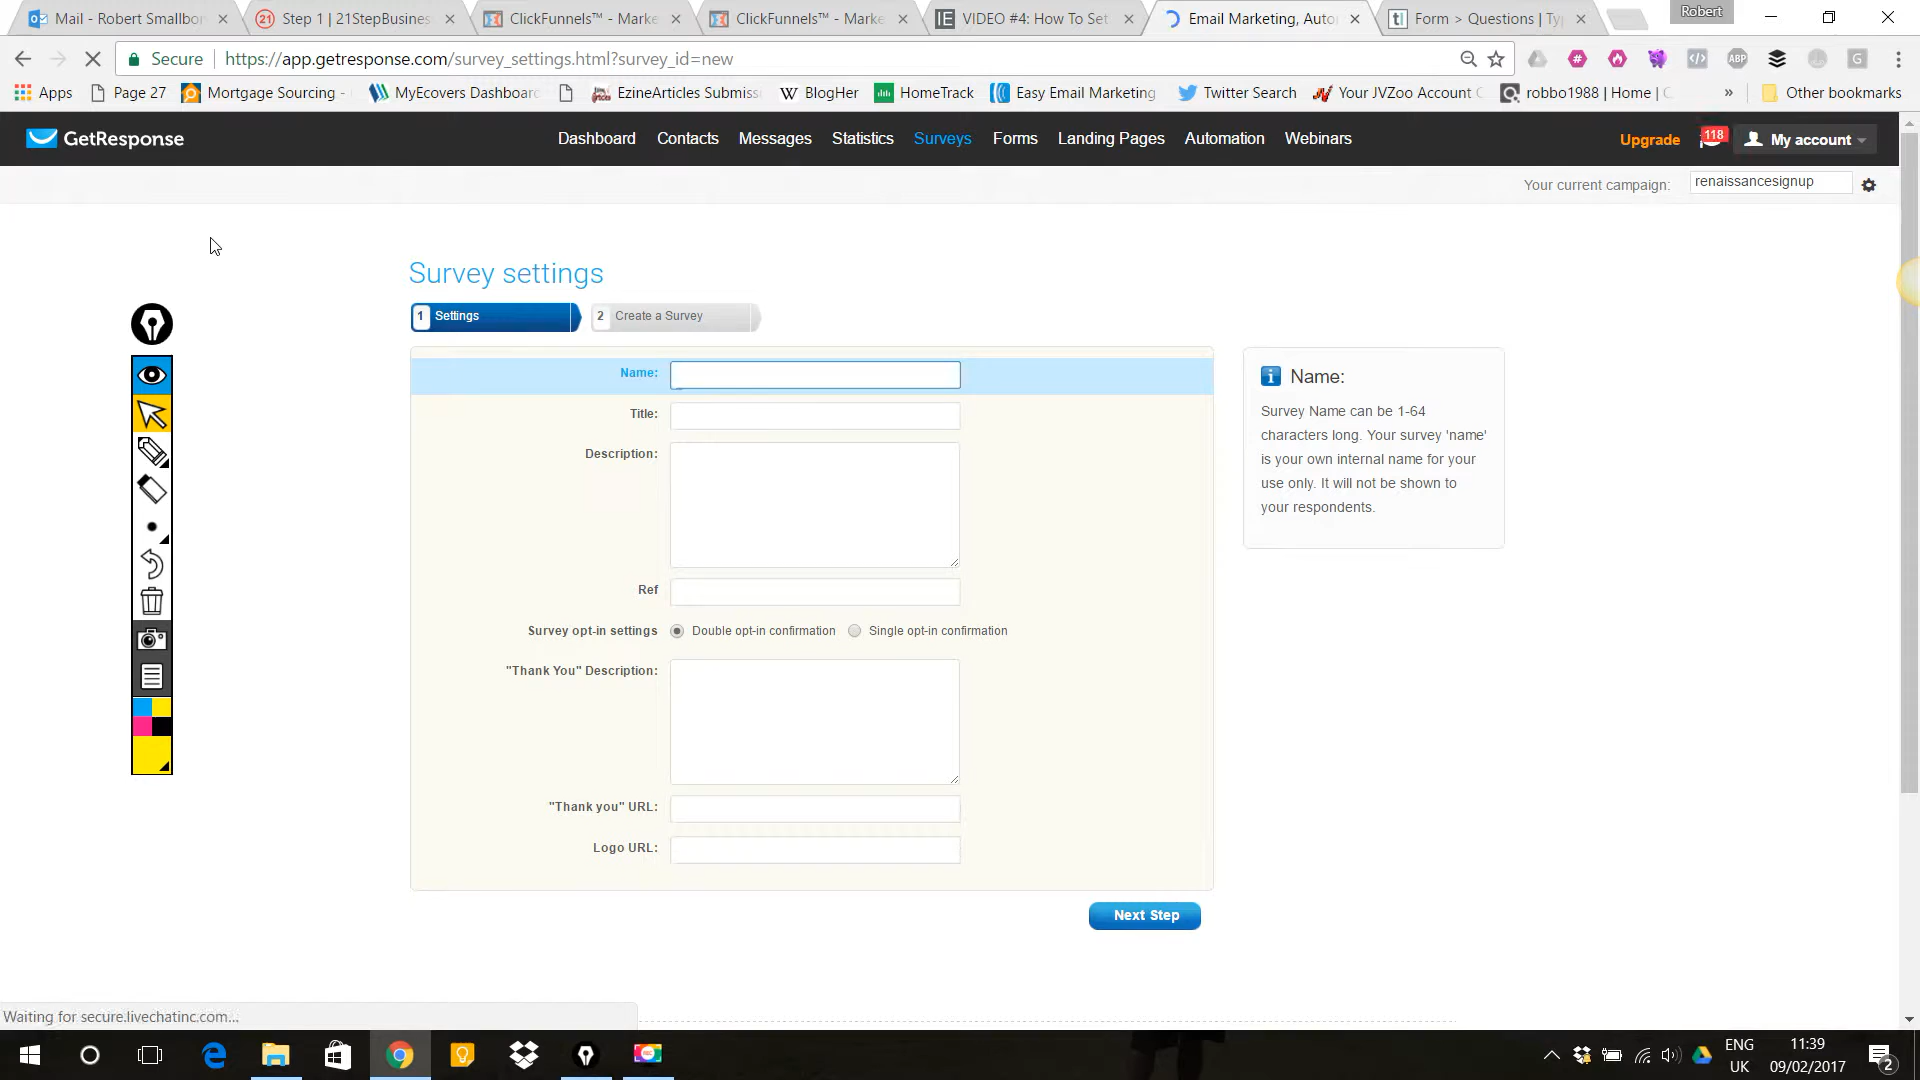 Mail - Robert Smallbon
Step 1 | 21StepBusines
ClickFunnels™ - Marke
ClickFunnels™ - Marke
VIDEO #4: How To Set
Email Marketing, Auto
Form > Questions | Ty
Robert
Secure
https://app.getresponse.com/survey_settings.html?survey_id=new
Apps
Page 27
Mortgage Sourcing -
MyEcovers Dashboard
EzineArticles Submiss
BlogHer
HomeTrack
Easy Email Marketing
Twitter Search
Your JVZoo Account
robbo1988 | Home | C
»
Other bookmarks
GetResponse
Dashboard
Contacts
Messages
Statistics
Surveys
Forms
Landing Pages
Automation
Webinars
Upgrade
118
My account
Your current campaign:
renaissancesignup
Survey settings
1 Settings
2 Create a Survey
Name:
Title:
Description:
Ref
Survey opt-in settings
Double opt-in confirmation
Single opt-in confirmation
"Thank You" Description:
"Thank you" URL:
Logo URL:
Next Step
Name:
Survey Name can be 1-64
characters long. Your survey 'name'
is your own internal name for your
use only. It will not be shown to
your respondents.
Waiting for secure.livechatinc.com...
ENG
UK
11:39
09/02/2017
2